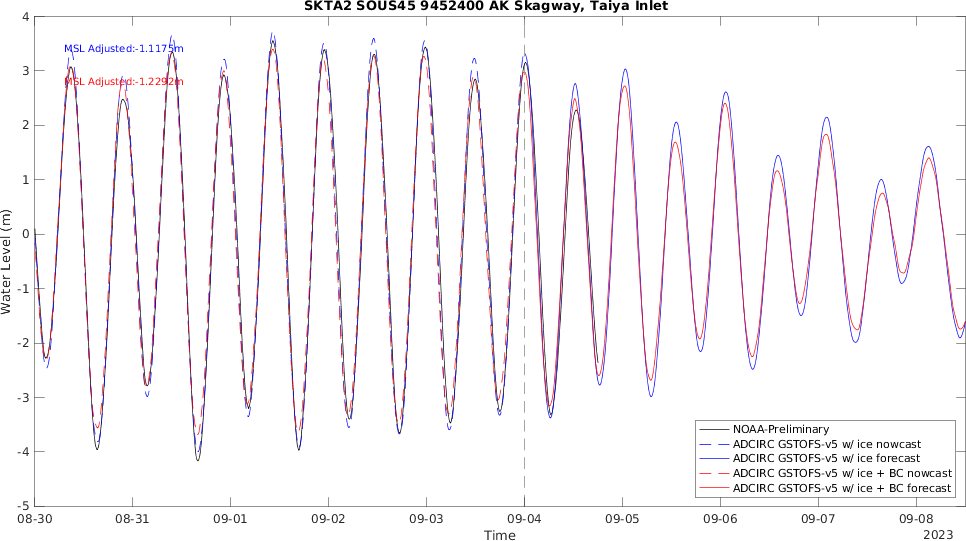 SKTA2 SOUS45 9452400 AK Skagway, Taiya Inlet
MSL Adjusted:-1.1175m
MSL Adjusted:-1.2292m
Water Level (m)
4
3
2
1
0
-1
-2
-3
-4
-5
08-30
08-31
09-01
09-02
09-03
09-04
09-05
09-06
09-07
09-08
Time
2023
NOAA-Preliminary
ADCIRC GSTOFS-v5 w/ ice nowcast
ADCIRC GSTOFS-v5 w/ ice forecast
ADCIRC GSTOFS-v5 w/ ice + BC nowcast
ADCIRC GSTOFS-v5 w/ ice + BC forecast